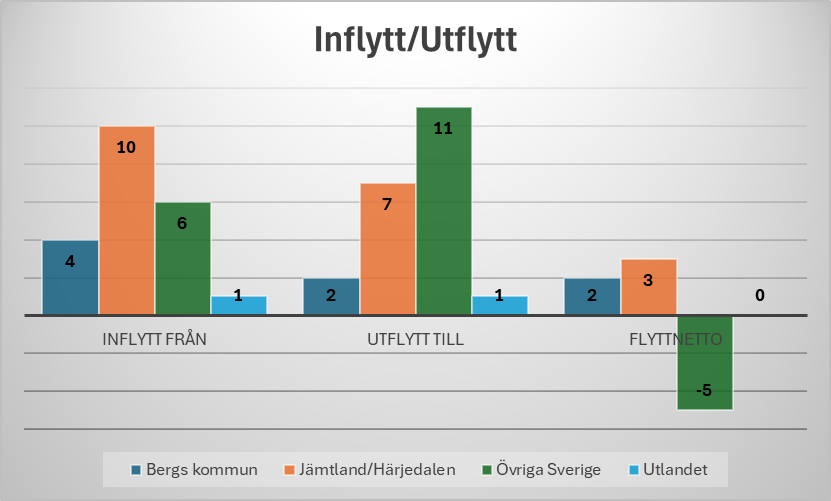 Inflytt/Utflytt
4 10 6 1 2 7 11 1 2 3 -5 0
INFLYTT FRÅN UTFLYTT TILL FLYTTNETTO
Bergs kommun Jämtland/Härjedalen Övriga Sverige Utlandet